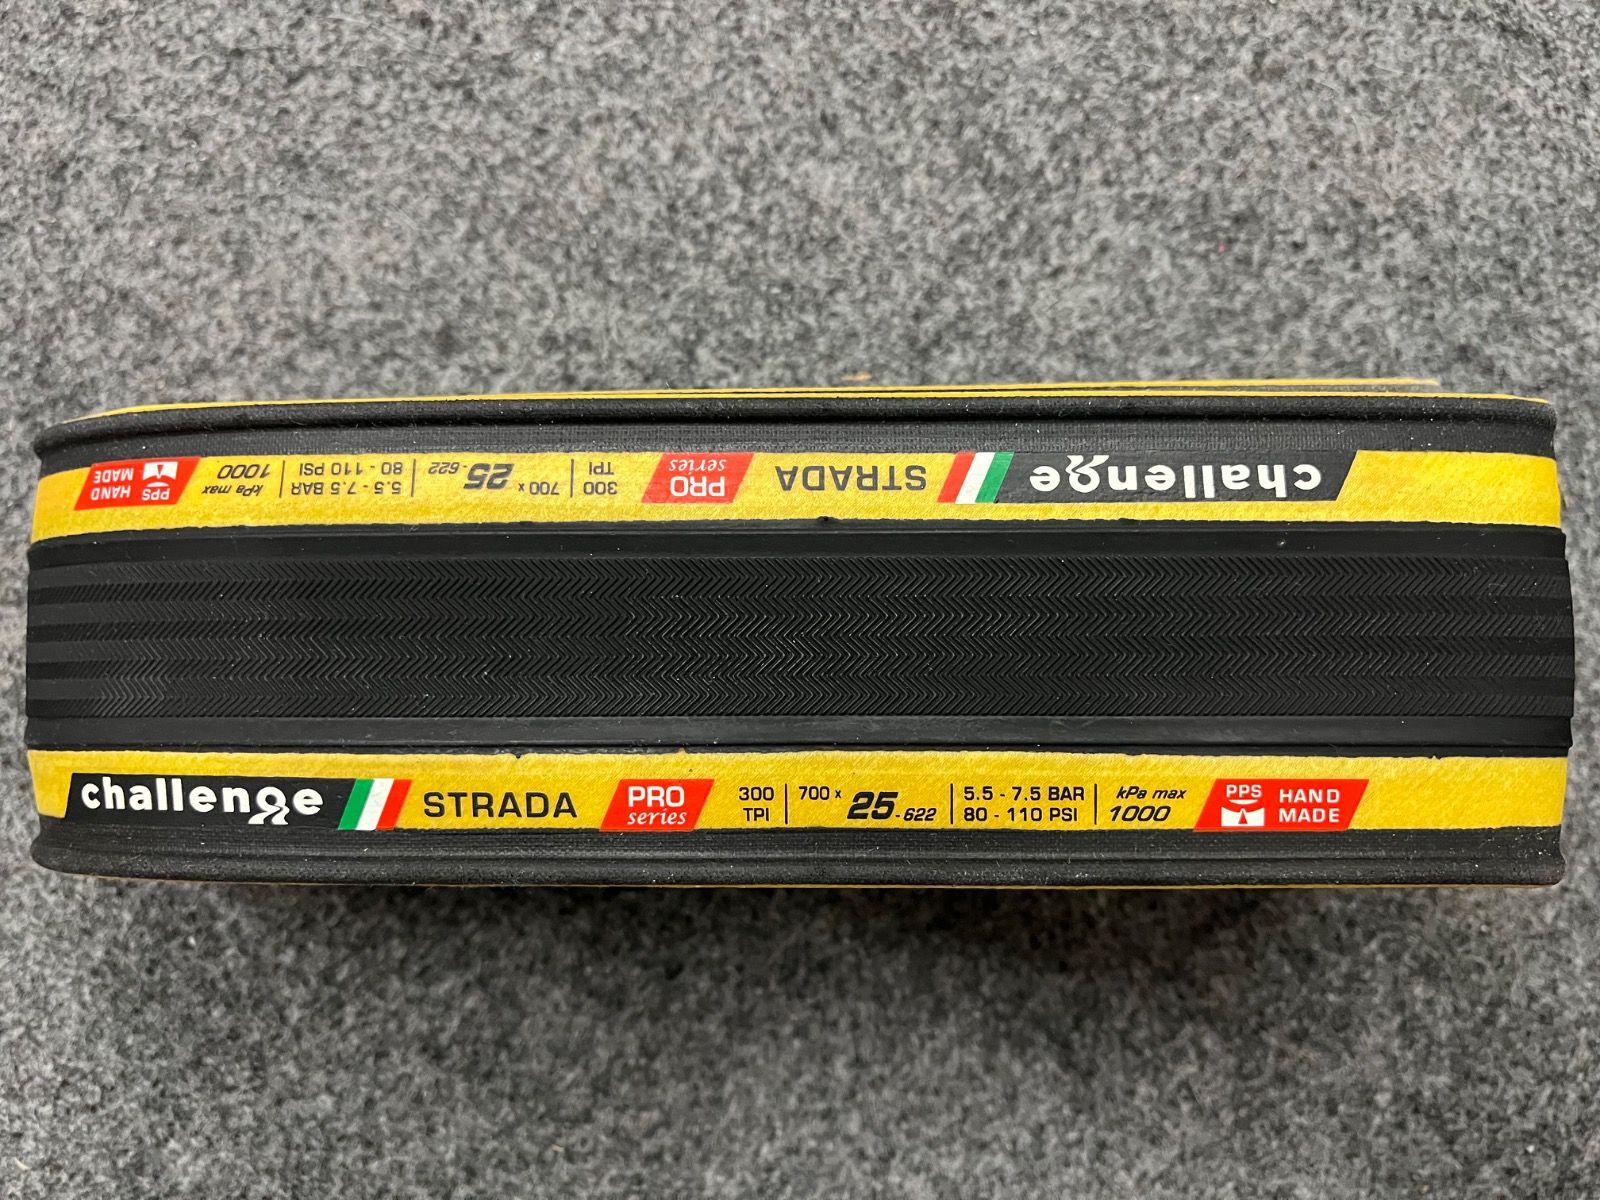 challenge STRADA PRO series 300 TPI 700 x 25-622 5.5 - 7.5 BAR 80 - 110 PSI kPa max 1000 PPS HAND MADE
challenge STRADA PRO series 300 TPI 700 x 25-622 5.5 - 7.5 BAR 80 - 110 PSI kPa max 1000 PPS HAND MADE